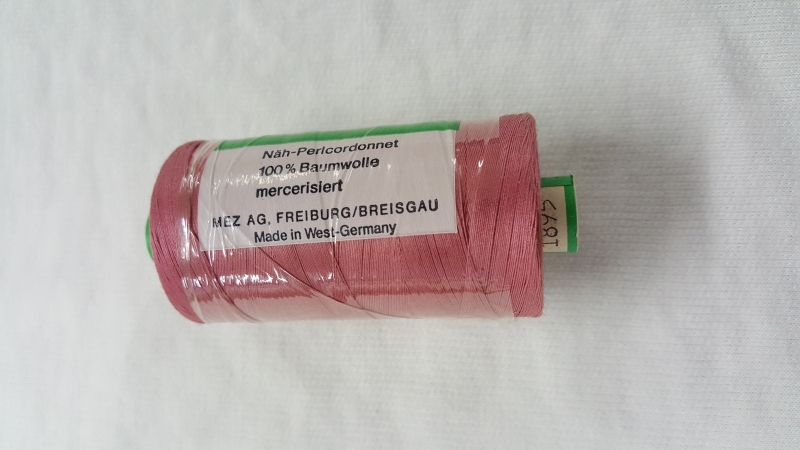 Näh-Perlcordonnet
100% Baumwolle
mercerisiert
MEZ AG, FREIBURG/BREISGAU
Made in West-Germany